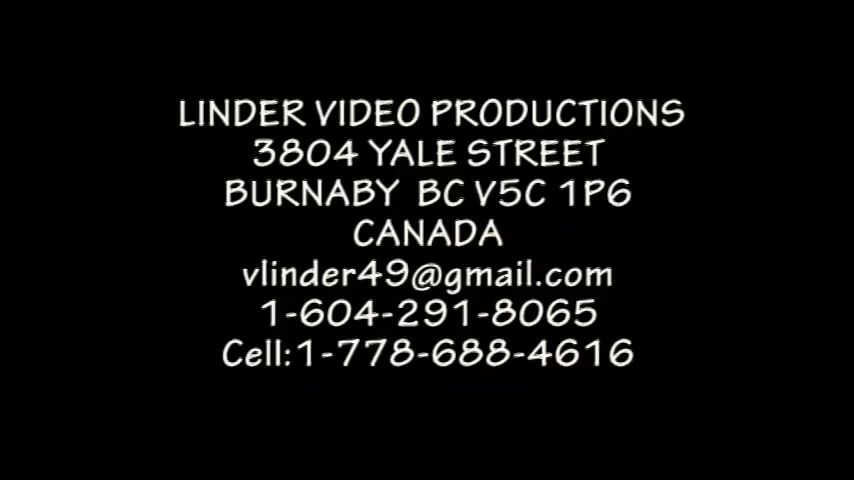 LINDER VIDEO PRODUCTIONS
3804 YALE STREET
BURNABY  BC V5C 1P6
CANADA
vlinder49@gmail.com
1-604-291-8065
Cell:1-778-688-4616